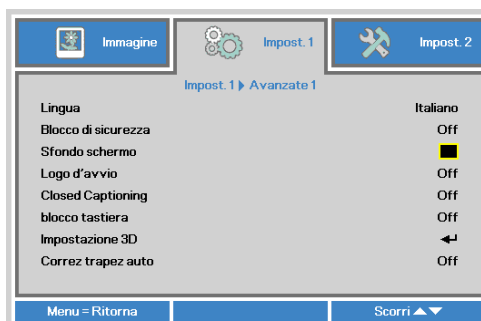 Immagine
Impost. 1
Impost. 2
Impost. 1 Avanzate 1
Lingua Italiano
Blocco di sicurezza Off
Sfondo schermo
Logo d'avvio Off
Closed Captioning Off
blocco tastiera Off
Impostazione 3D
Correz trapez auto Off
Menu = Ritorna
Scorri